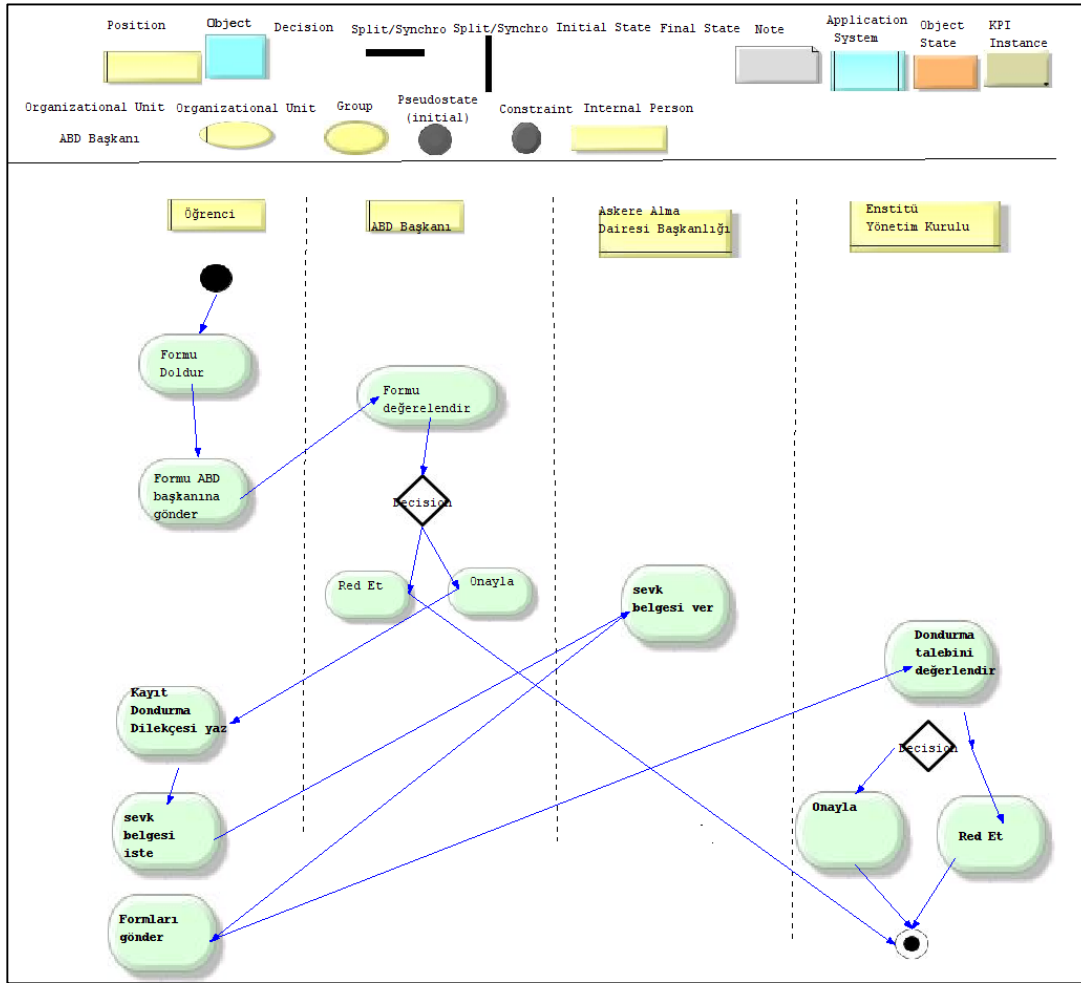 Position
Object
Decision
Split/Synchro
Split/Synchro
Initial State
Final State
Note
Application
System
Object
State
KPI
Instance
Organizational Unit
Organizational Unit
Group
Pseudostate
(initial)
Constraint
Internal Person
ABD Başkanı
Öğrenci
ABD Başkanı
Askere Alma
Dairesi Başkanlığı
Enstitü
Yönetim Kurulu
Formu
Doldur
Formu
değerelendir
Formu ABD
başkanına
gönder
Decision
Red Et
Onayla
sevk
belgesi ver
Dondurma
talebini
değerlendir
Kayıt
Dondurma
Dilekçesi yaz
Decision
sevk
belgesi
iste
Onayla
Red Et
Formları
gönder